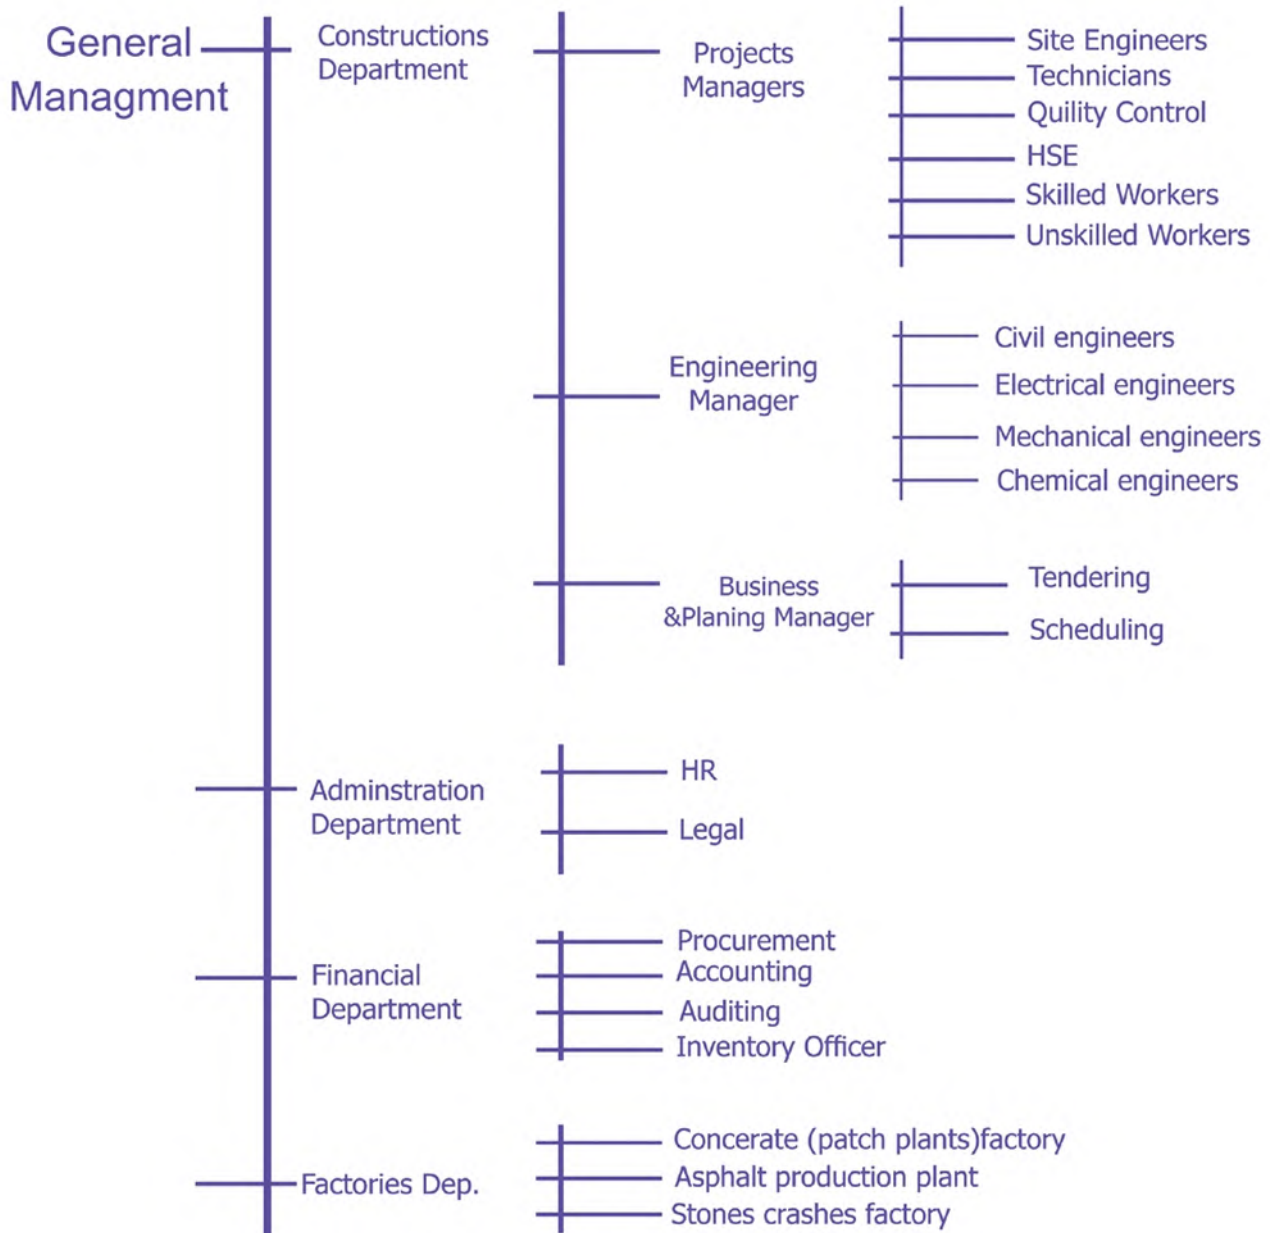 General
Managment
Constructions
Department
Projects
Managers
Site Engineers
Technicians
Quility Control
HSE
Skilled Workers
Unskilled Workers
Engineering
Manager
Civil engineers
Electrical engineers
Mechanical engineers
Chemical engineers
Business
&Planing Manager
Tendering
Scheduling
Adminstration
Department
HR
Legal
Financial
Department
Procurement
Accounting
Auditing
Inventory Officer
Factories Dep.
Concerate (patch plants)factory
Asphalt production plant
Stones crashes factory